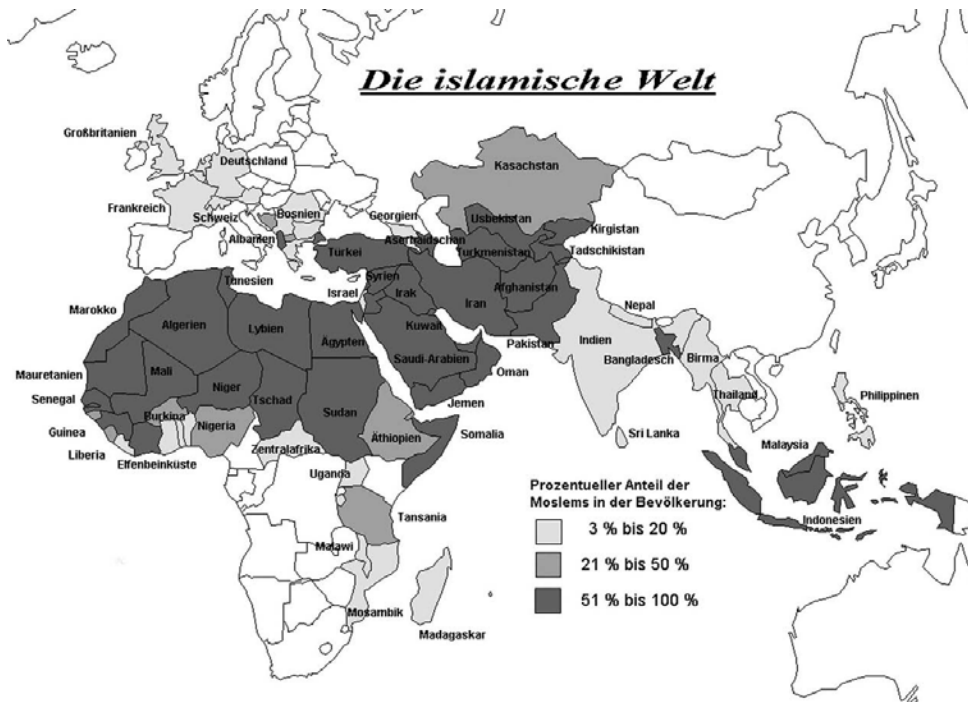 Die islamische Welt
Großbritanien
Deutschland
Kasachstan
Frankreich
Schweiz
Bosnien
Georgien
Usbekistan
Kirgistan
Albanien
Aserbaidschan
Türkei
Turkmenistan
Tadschikistan
Tunesien
Syrien
Israel
Irak
Iran
Afghanistan
Marokko
Algerien
Lybien
Ägypten
Kuwait
Nepal
Pakistan
Indien
Bangladesch
Birma
Saudi-Arabien
Oman
Mauretanien
Mali
Niger
Tschad
Sudan
Jemen
Thailand
Philippinen
Senegal
Burkina
Nigeria
Äthiopien
Somalia
Sri Lanka
Malaysia
Guinea
Liberia
Elfenbeinküste
Zentralafrika
Uganda
Tansania
Indonesien
Malawi
Mosambik
Madagaskar
Prozentueller Anteil der
Moslems in der Bevölkerung:
3 % bis 20 %
21 % bis 50 %
51 % bis 100 %